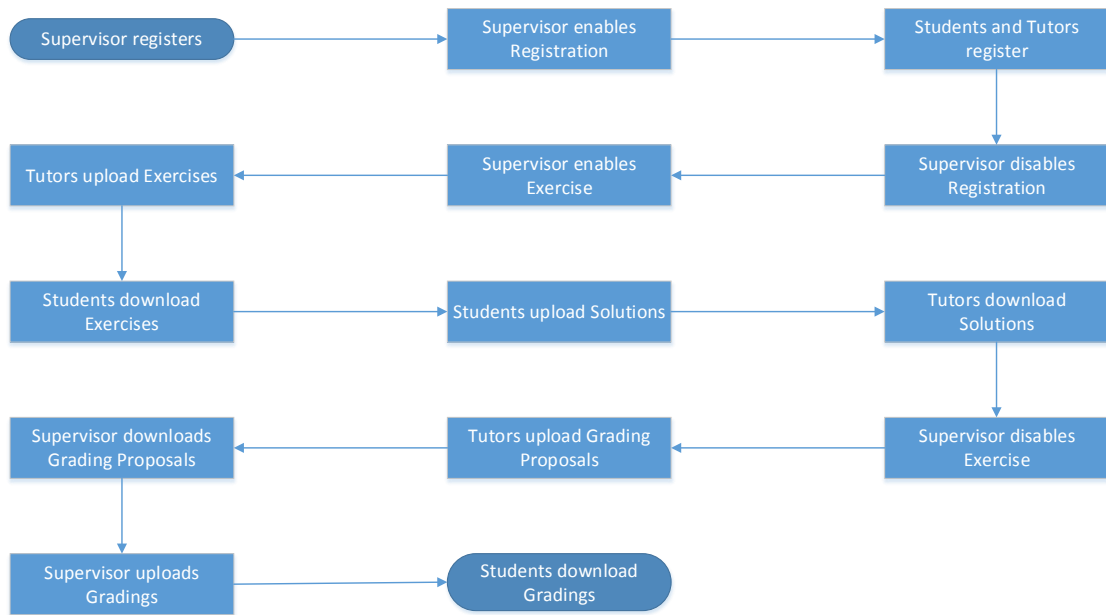 Supervisor registers
Supervisor enables
Registration
Students and Tutors
register
Supervisor disables
Registration
Supervisor enables
Exercise
Tutors upload Exercises
Students download
Exercises
Students upload Solutions
Tutors download
Solutions
Supervisor disables
Exercise
Tutors upload Grading
Proposals
Supervisor downloads
Grading Proposals
Supervisor uploads
Gradings
Students download
Gradings